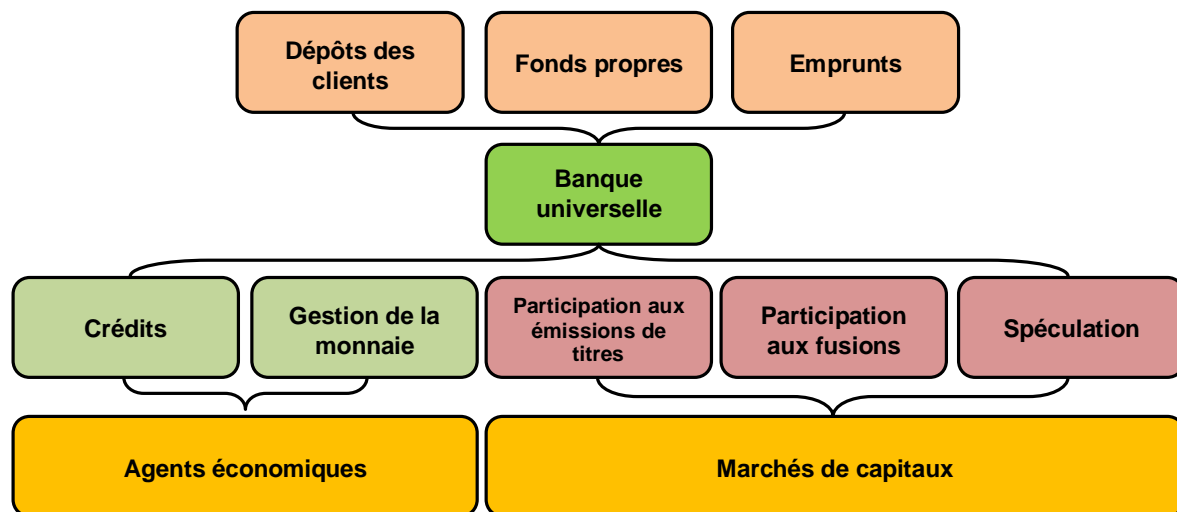 Dépôts des
clients
Fonds propres
Emprunts
Banque
universelle
Crédits
Gestion de la
monnaie
Participation aux
émissions de
titres
Participation
aux fusions
Spéculation
Agents économiques
Marchés de capitaux